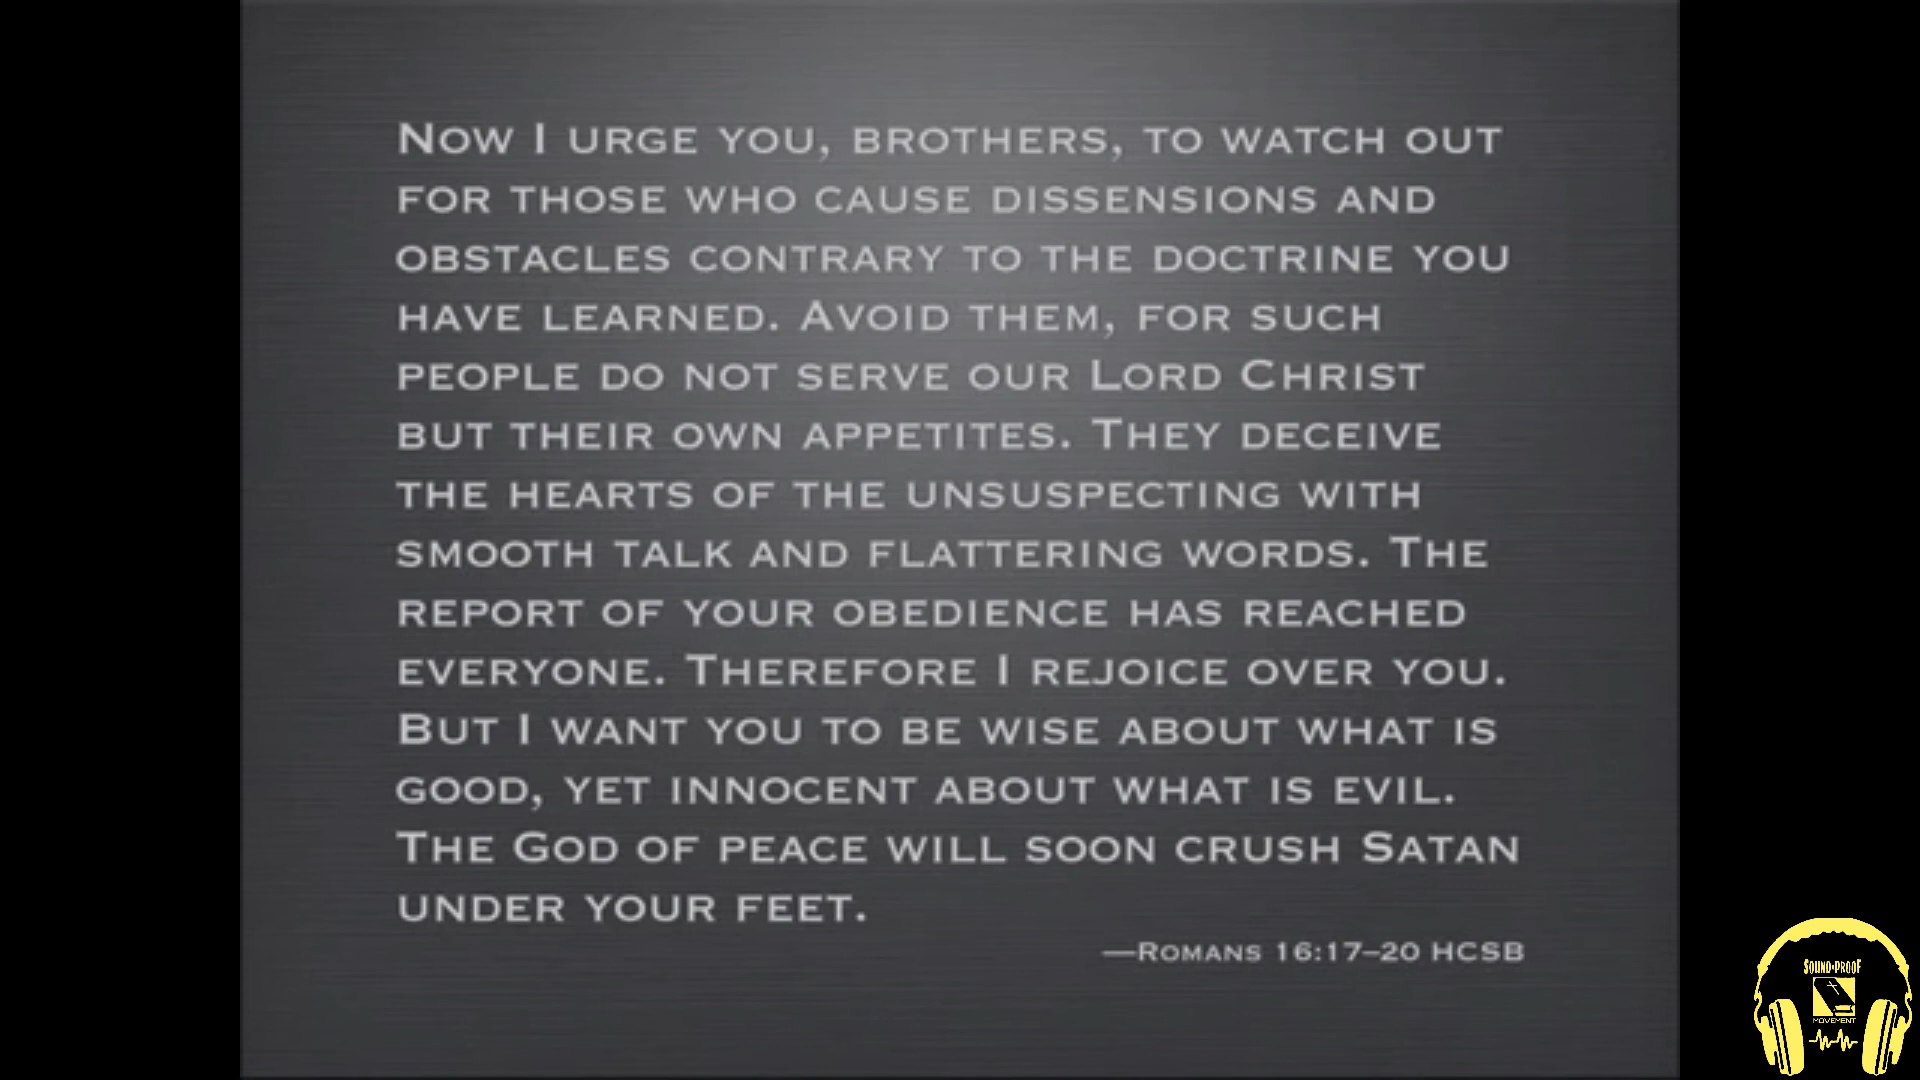 Now I urge you, brothers, to watch out
for those who cause dissensions and
obstacles contrary to the doctrine you
have learned. Avoid them, for such
people do not serve our Lord Christ
but their own appetites. They deceive
the hearts of the unsuspecting with
smooth talk and flattering words. The
report of your obedience has reached
everyone. Therefore I rejoice over you.
But I want you to be wise about what is
good, yet innocent about what is evil.
The God of peace will soon crush Satan
under your feet.
—Romans 16:17–20 HCSB
SOUND•PROOF
MOVEMENT